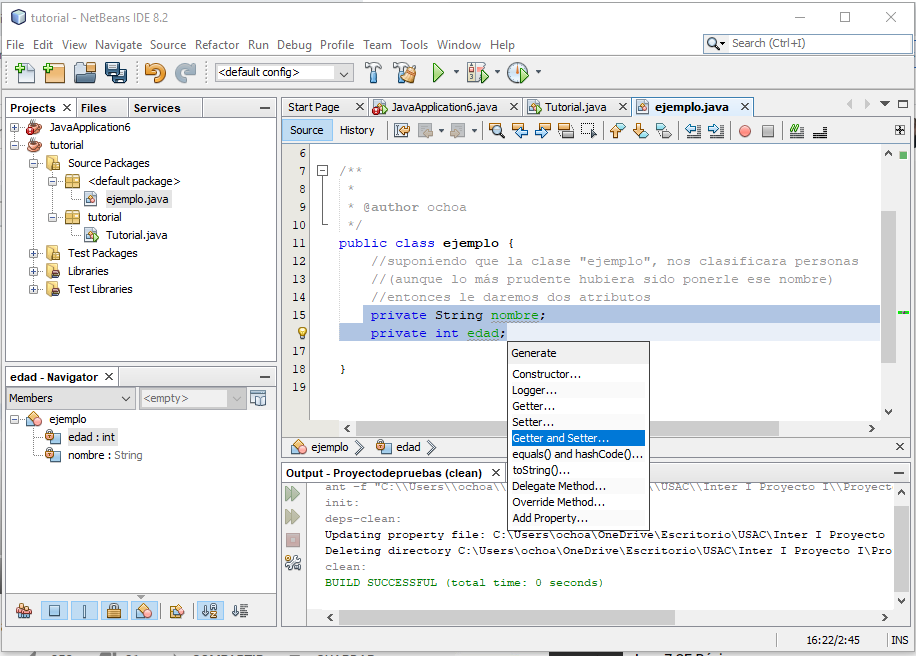 tutorial - NetBeans IDE 8.2
File Edit View Navigate Source Refactor Run Debug Profile Team Tools Window Help
Search (Ctrl+I)
<default config>
Projects Files Services
JavaApplication6
tutorial
Source Packages
<default package>
ejemplo.java
tutorial
Tutorial.java
Test Packages
Libraries
Test Libraries
edad - Navigator
Members <empty>
ejemplo
edad : int
nombre : String
Start Page JavaApplication6.java Tutorial.java ejemplo.java
Source History
6
7 /**
8 *
9 * @author ochoa
10 */
11 public class ejemplo {
12 //suponiendo que la clase "ejemplo", nos clasificara personas
13 //(aunque lo más prudente hubiera sido ponerle ese nombre)
14 //entonces le daremos dos atributos
15 private String nombre;
private int edad;
17
18 }
19
Generate
Constructor...
Logger...
Getter...
Setter...
Getter and Setter...
equals() and hashCode()...
toString()...
Delegate Method...
Override Method...
Add Property...
ejemplo edad
Output - Proyectodepruebas (clean)
ant -f "C:\\Users\\ochoa\\ \\USAC\\Inter I Proyecto I\\Proyect
init:
deps-clean:
Updating property file: C:\Users\ochoa\OneDrive\Escritorio\USAC\Inter I Proyecto
Deleting directory C:\Users\ochoa\OneDrive\Escritorio\USAC\Inter I Proyecto I\Pro
clean:
BUILD SUCCESSFUL (total time: 0 seconds)
16:22/2:45 INS